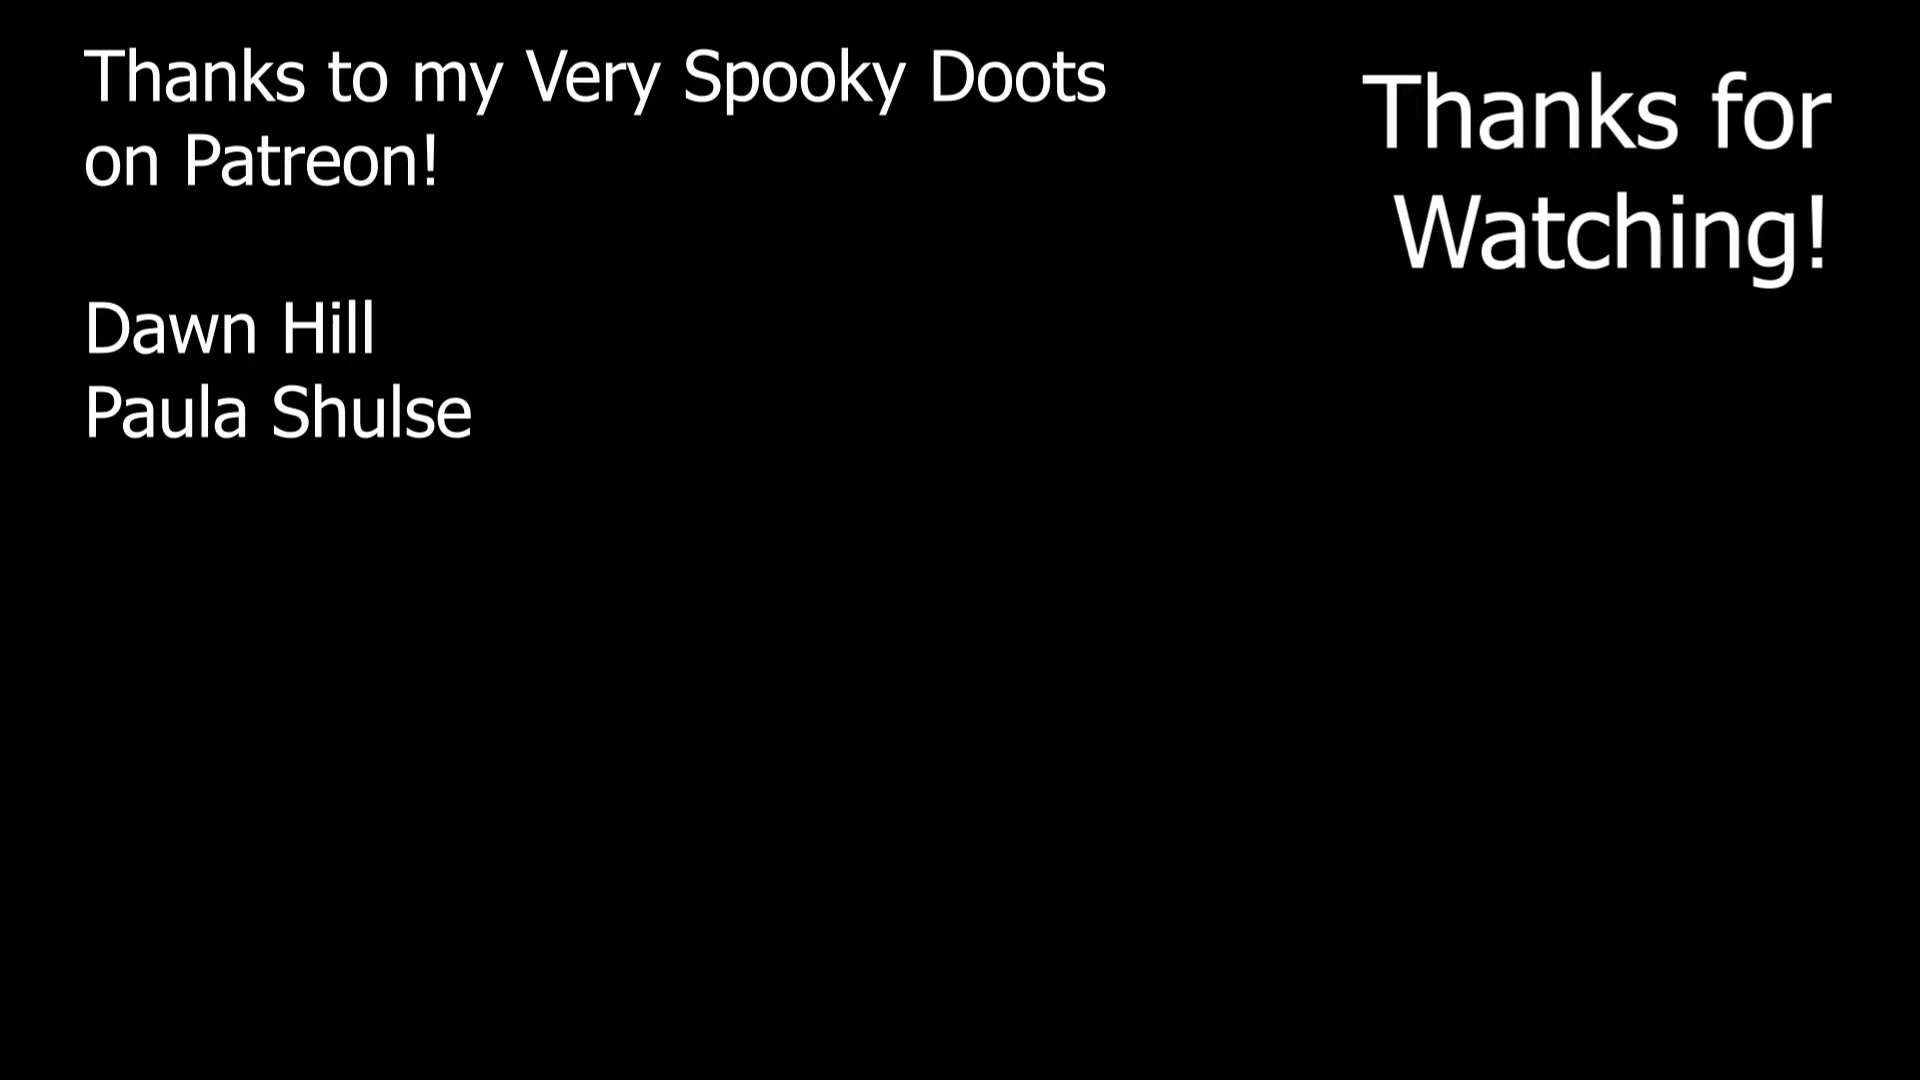 Thanks to my Very Spooky Doots
on Patreon!
Dawn Hill
Paula Shulse
Thanks for
Watching!